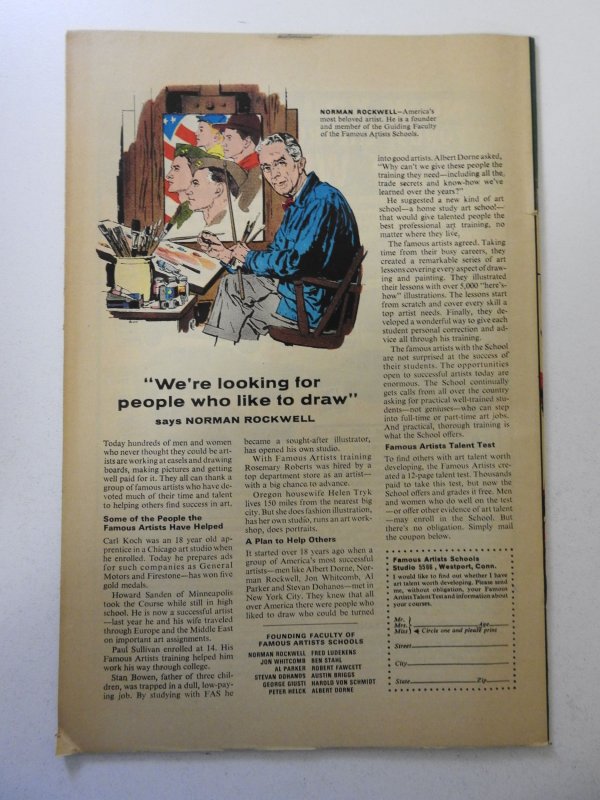 NORMAN ROCKWELL—America's
most beloved artist. He is a founder
and member of the Guiding Faculty
of the Famous Artists Schools.
"We're looking for
people who like to draw"
says NORMAN ROCKWELL
Today hundreds of men and women
who never thought they could be art-
ists are working at easels and drawing
boards, making pictures and getting
well paid for it. They all can thank a
group of famous artists who have de-
voted much of their time and talent
to helping others find success in art.
Some of the People the
Famous Artists Have Helped
Carl Koch was an 18 year old ap-
prentice in a Chicago art studio when
he enrolled. Today he prepares ads
for such companies as General
Motors and Firestone—has won five
gold medals.
Howard Sanden of Minneapolis
took the Course while still in high
school. He is now a successful artist
—last year he and his wife traveled
through Europe and the Middle East
on important art assignments.
Paul Sullivan enrolled at 14. His
Famous Artists training helped him
work his way through college.
Stan Bowen, father of three chil-
dren, was trapped in a dull, low-pay-
ing job. By studying with FAS he
became a sought-after illustrator,
has opened his own studio.
With Famous Artists training
Rosemary Roberts was hired by a
top department store as an artist—
with a big chance to advance.
Oregon housewife Helen Tryk
lives 150 miles from the nearest big
city. But she does fashion illustration,
has her own studio, runs an art work-
shop, does portraits.
A Plan to Help Others
It started over 18 years ago when a
group of America's most successful
artists—men like Albert Dorne, Nor-
man Rockwell, Jon Whitcomb, Al
Parker and Stevan Dohanos—met in
New York City. They knew that all
over America there were people who
liked to draw who could be turned
FOUNDING FACULTY OF
FAMOUS ARTISTS SCHOOLS
NORMAN ROCKWELL FRED LUDEKENS
JON WHITCOMB BEN STAHL
AL PARKER ROBERT FAWCETT
STEVAN DOHANOS AUSTIN BRIGGS
GEORGE GIUSTI HAROLD VON SCHMIDT
PETER HELCK ALBERT DORNE
into good artists. Albert Dorne asked,
"Why can't we give these people the
training they need—including all the
trade secrets and know-how we've
learned over the years?"
He suggested a new kind of art
school—a home study art school—
that would give talented people the
best professional art training, no
matter where they live.
The famous artists agreed. Taking
time from their busy careers, they
created a remarkable series of art
lessons covering every aspect of draw-
ing and painting. They illustrated
their lessons with over 5,000 "here's-
how" illustrations. The lessons start
from scratch and cover every skill a
top artist needs. Finally, they de-
veloped a wonderful way to give each
student personal correction and ad-
vice all through his training.
The famous artists with the School
are not surprised at the success of
their students. The opportunities
open to successful artists today are
enormous. The School continually
gets calls from all over the country
asking for practical well-trained stu-
dents—not geniuses—who can step
into full-time or part-time art jobs.
And practical, thorough training is
what the School offers.
Famous Artists Talent Test
To find others with art talent worth
developing, the Famous Artists cre-
ated a 12-page talent test. Thousands
paid to take this test, but now the
School offers and grades it free. Men
and women who do well on the test
—or offer other evidence of art talent
—may enroll in the School. But
there's no obligation. Simply mail
the coupon below.
Famous Artists Schools
Studio 5586, Westport, Conn.
I would like to find out whether I have
art talent worth developing. Please send
me, without obligation, your Famous
Artists Talent Test and information about
your courses.
Mr.
Mrs. Age
Miss Circle one and please print
Street
City
State Zip